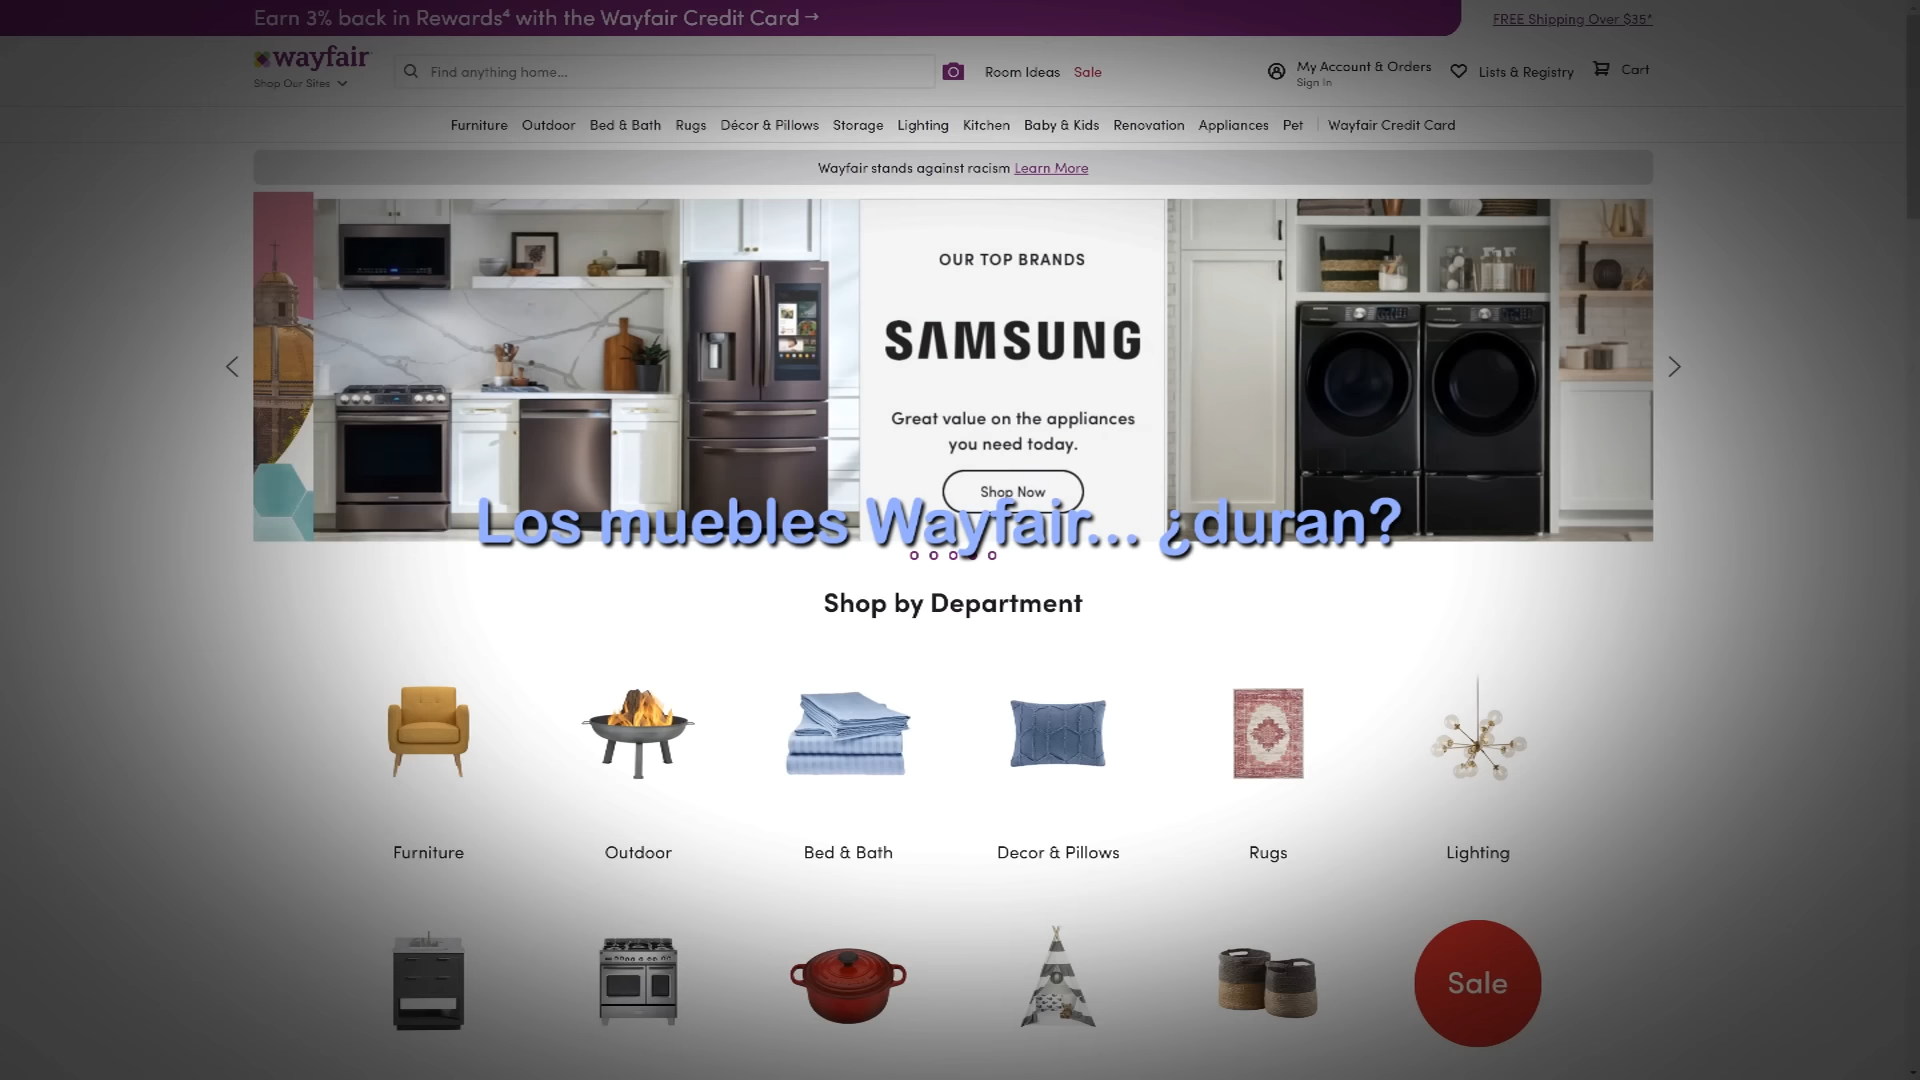 Earn 3% back in Rewards⁴ with the Wayfair Credit Card →
FREE Shipping Over $35*
wayfair
Shop Our Sites
Find anything home...
Room Ideas
Sale
My Account & Orders
Sign In
Lists & Registry
Cart
Furniture Outdoor Bed & Bath Rugs Décor & Pillows Storage Lighting Kitchen Baby & Kids Renovation Appliances Pet Wayfair Credit Card
Wayfair stands against racism Learn More
OUR TOP BRANDS
SAMSUNG
Great value on the appliances
you need today.
Shop Now
Los muebles Wayfair... ¿duran?
Shop by Department
Furniture Outdoor Bed & Bath Decor & Pillows Rugs Lighting
Sale